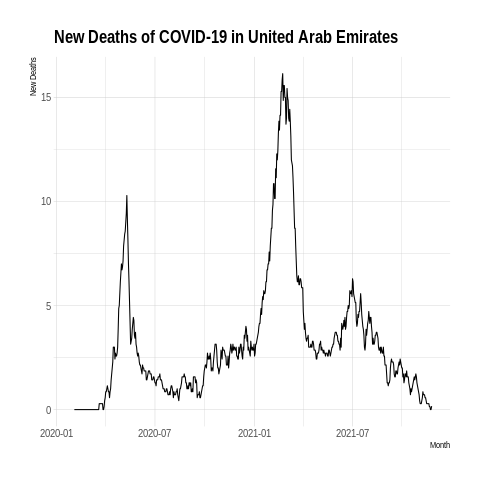 New Deaths of COVID-19 in United Arab Emirates
New Deaths
15
10
5
0
2020-01 2020-07 2021-01 2021-07
Month